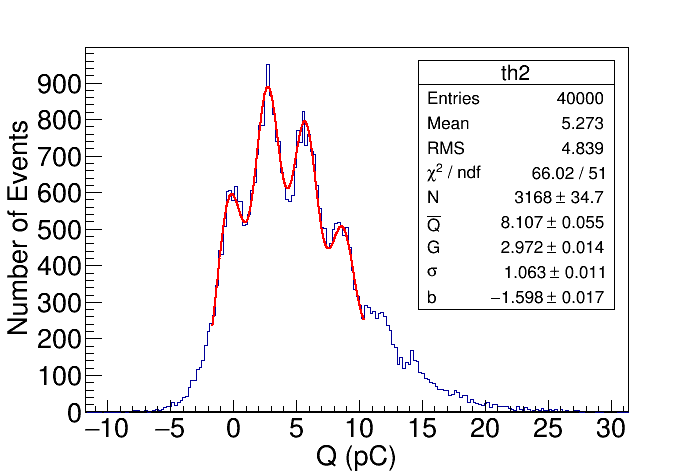 th2
Entries 40000
Mean 5.273
RMS 4.839
χ² / ndf 66.02 / 51
N 3168 ± 34.7
Q̅ 8.107 ± 0.055
G 2.972 ± 0.014
σ 1.063 ± 0.011
b −1.598 ± 0.017
Number of Events
900
800
700
600
500
400
300
200
100
0
−10 −5 0 5 10 15 20 25 30
Q (pC)